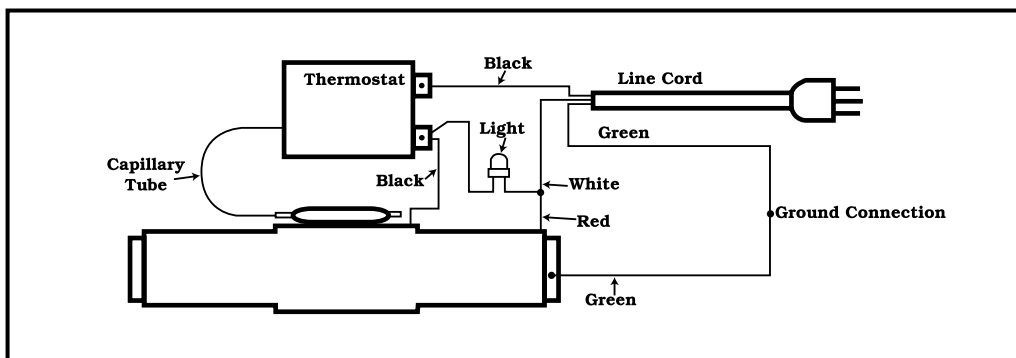 Black
Thermostat
Line Cord
Light
Green
Capillary
Tube
Black
White
Red
Ground Connection
Green